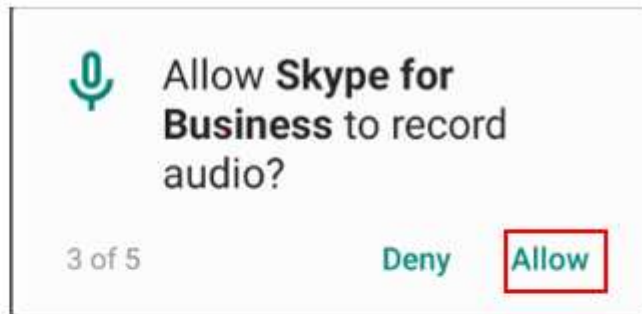 Allow Skype for
Business to record
audio?
3 of 5 Deny Allow